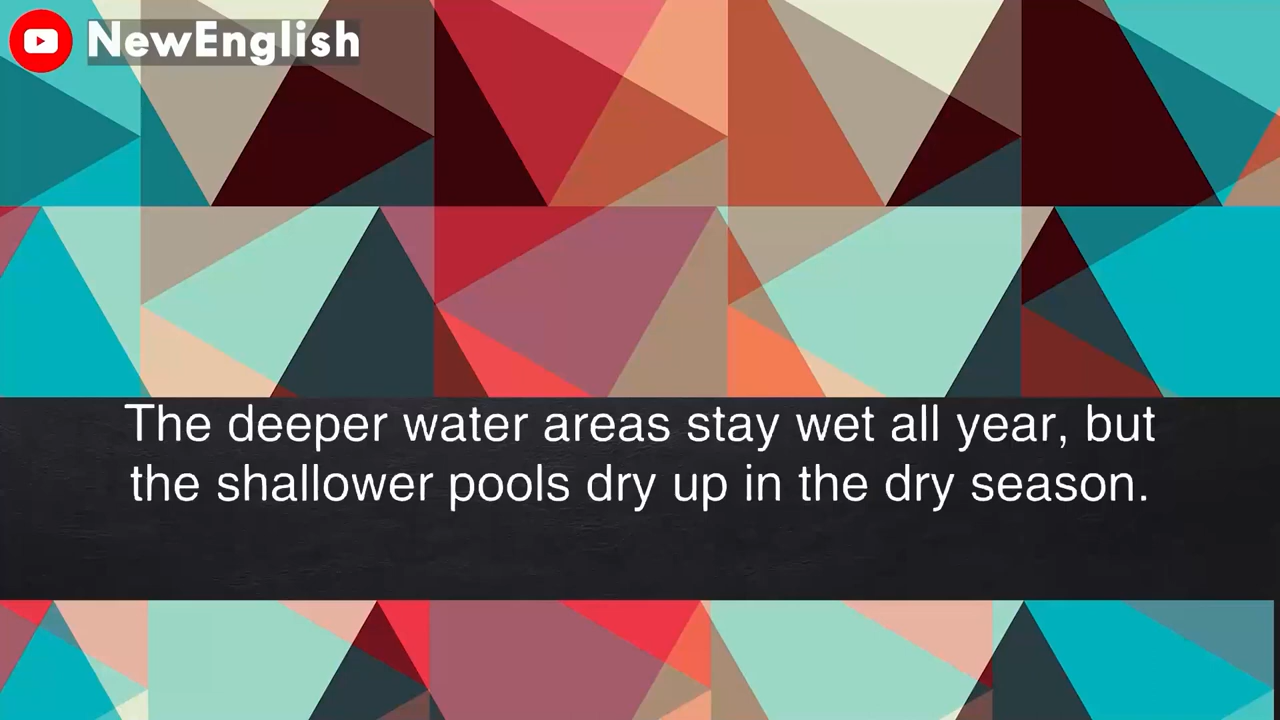 NewEnglish
The deeper water areas stay wet all year, but
the shallower pools dry up in the dry season.